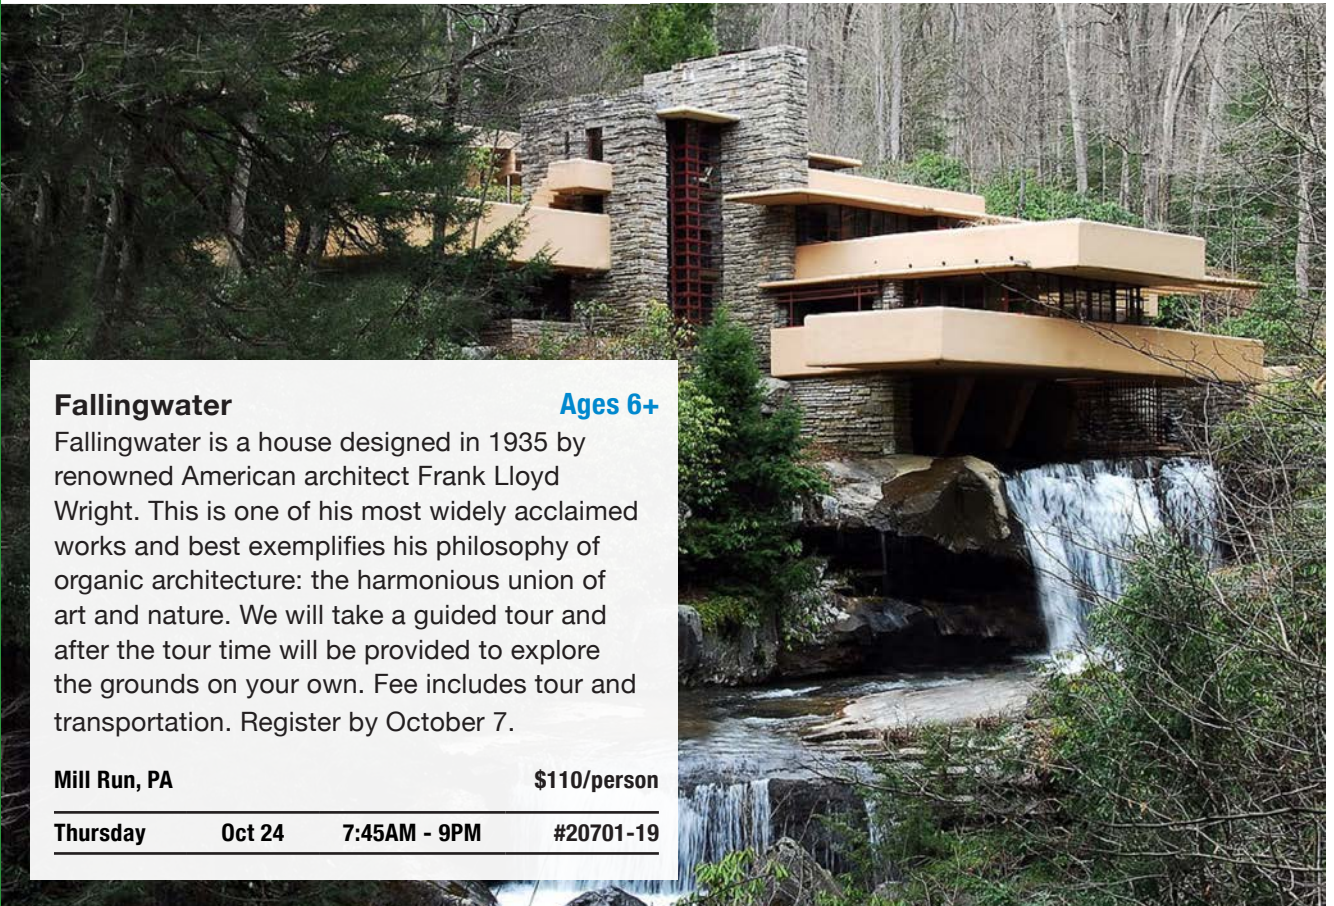 Fallingwater Ages 6+
Fallingwater is a house designed in 1935 by
renowned American architect Frank Lloyd
Wright. This is one of his most widely acclaimed
works and best exemplifies his philosophy of
organic architecture: the harmonious union of
art and nature. We will take a guided tour and
after the tour time will be provided to explore
the grounds on your own. Fee includes tour and
transportation. Register by October 7.
Mill Run, PA $110/person
Thursday Oct 24 7:45AM - 9PM #20701-19